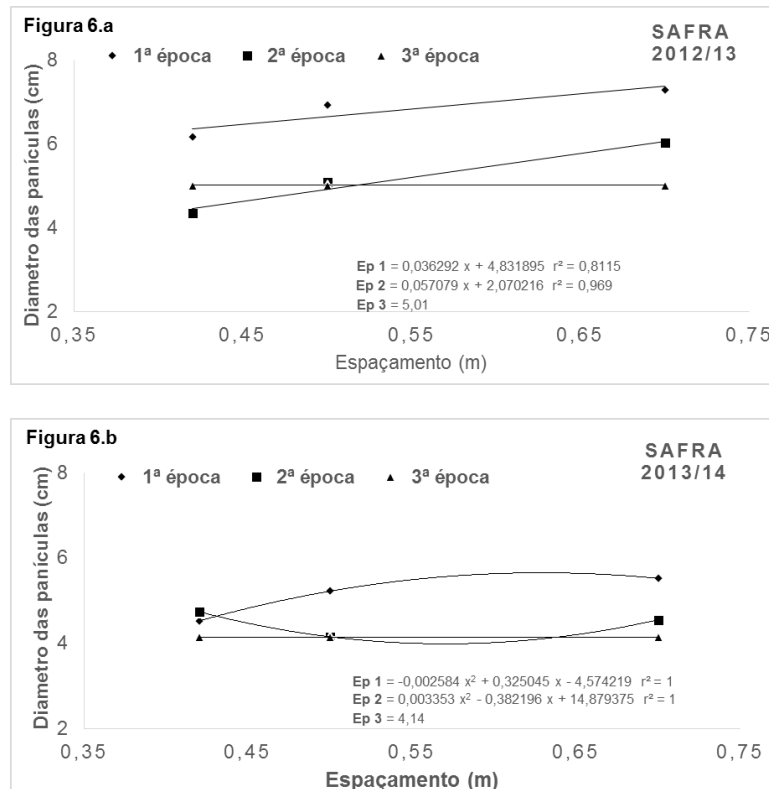 Figura 6.a
SAFRA
2012/13
1ª época 2ª época 3ª época
Diametro das panículas (cm)
8
6
4
2
Ep 1 = 0,036292 x + 4,831895 r² = 0,8115
Ep 2 = 0,057079 x + 2,070216 r² = 0,969
Ep 3 = 5,01
0,35 0,45 0,55 0,65 0,75
Espaçamento (m)
Figura 6.b
SAFRA
2013/14
1ª época 2ª época 3ª época
Diametro das panículas (cm)
8
6
4
2
Ep 1 = -0,002584 x² + 0,325045 x - 4,574219 r² = 1
Ep 2 = 0,003353 x² - 0,382196 x + 14,879375 r² = 1
Ep 3 = 4,14
0,35 0,45 0,55 0,65 0,75
Espaçamento (m)